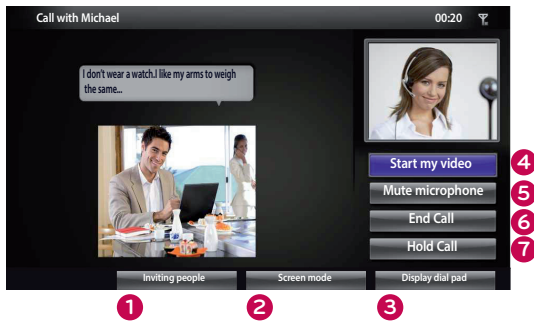 Call with Michael
00:20
I don't wear a watch.I like my arms to weigh
the same...
Start my video
4
Mute microphone
5
End Call
6
Hold Call
7
Inviting people
Screen mode
Display dial pad
1
2
3